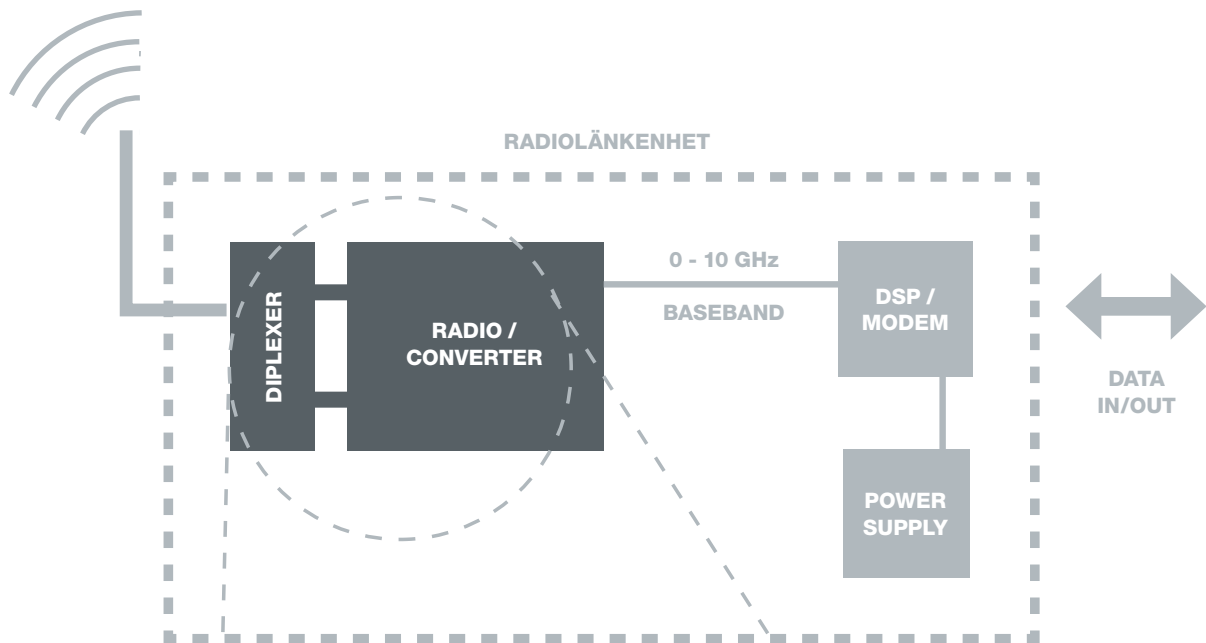 RADIOLÄNKENHET
DIPLEXER
RADIO /
CONVERTER
0 - 10 GHz
BASEBAND
DSP /
MODEM
DATA
IN/OUT
POWER
SUPPLY